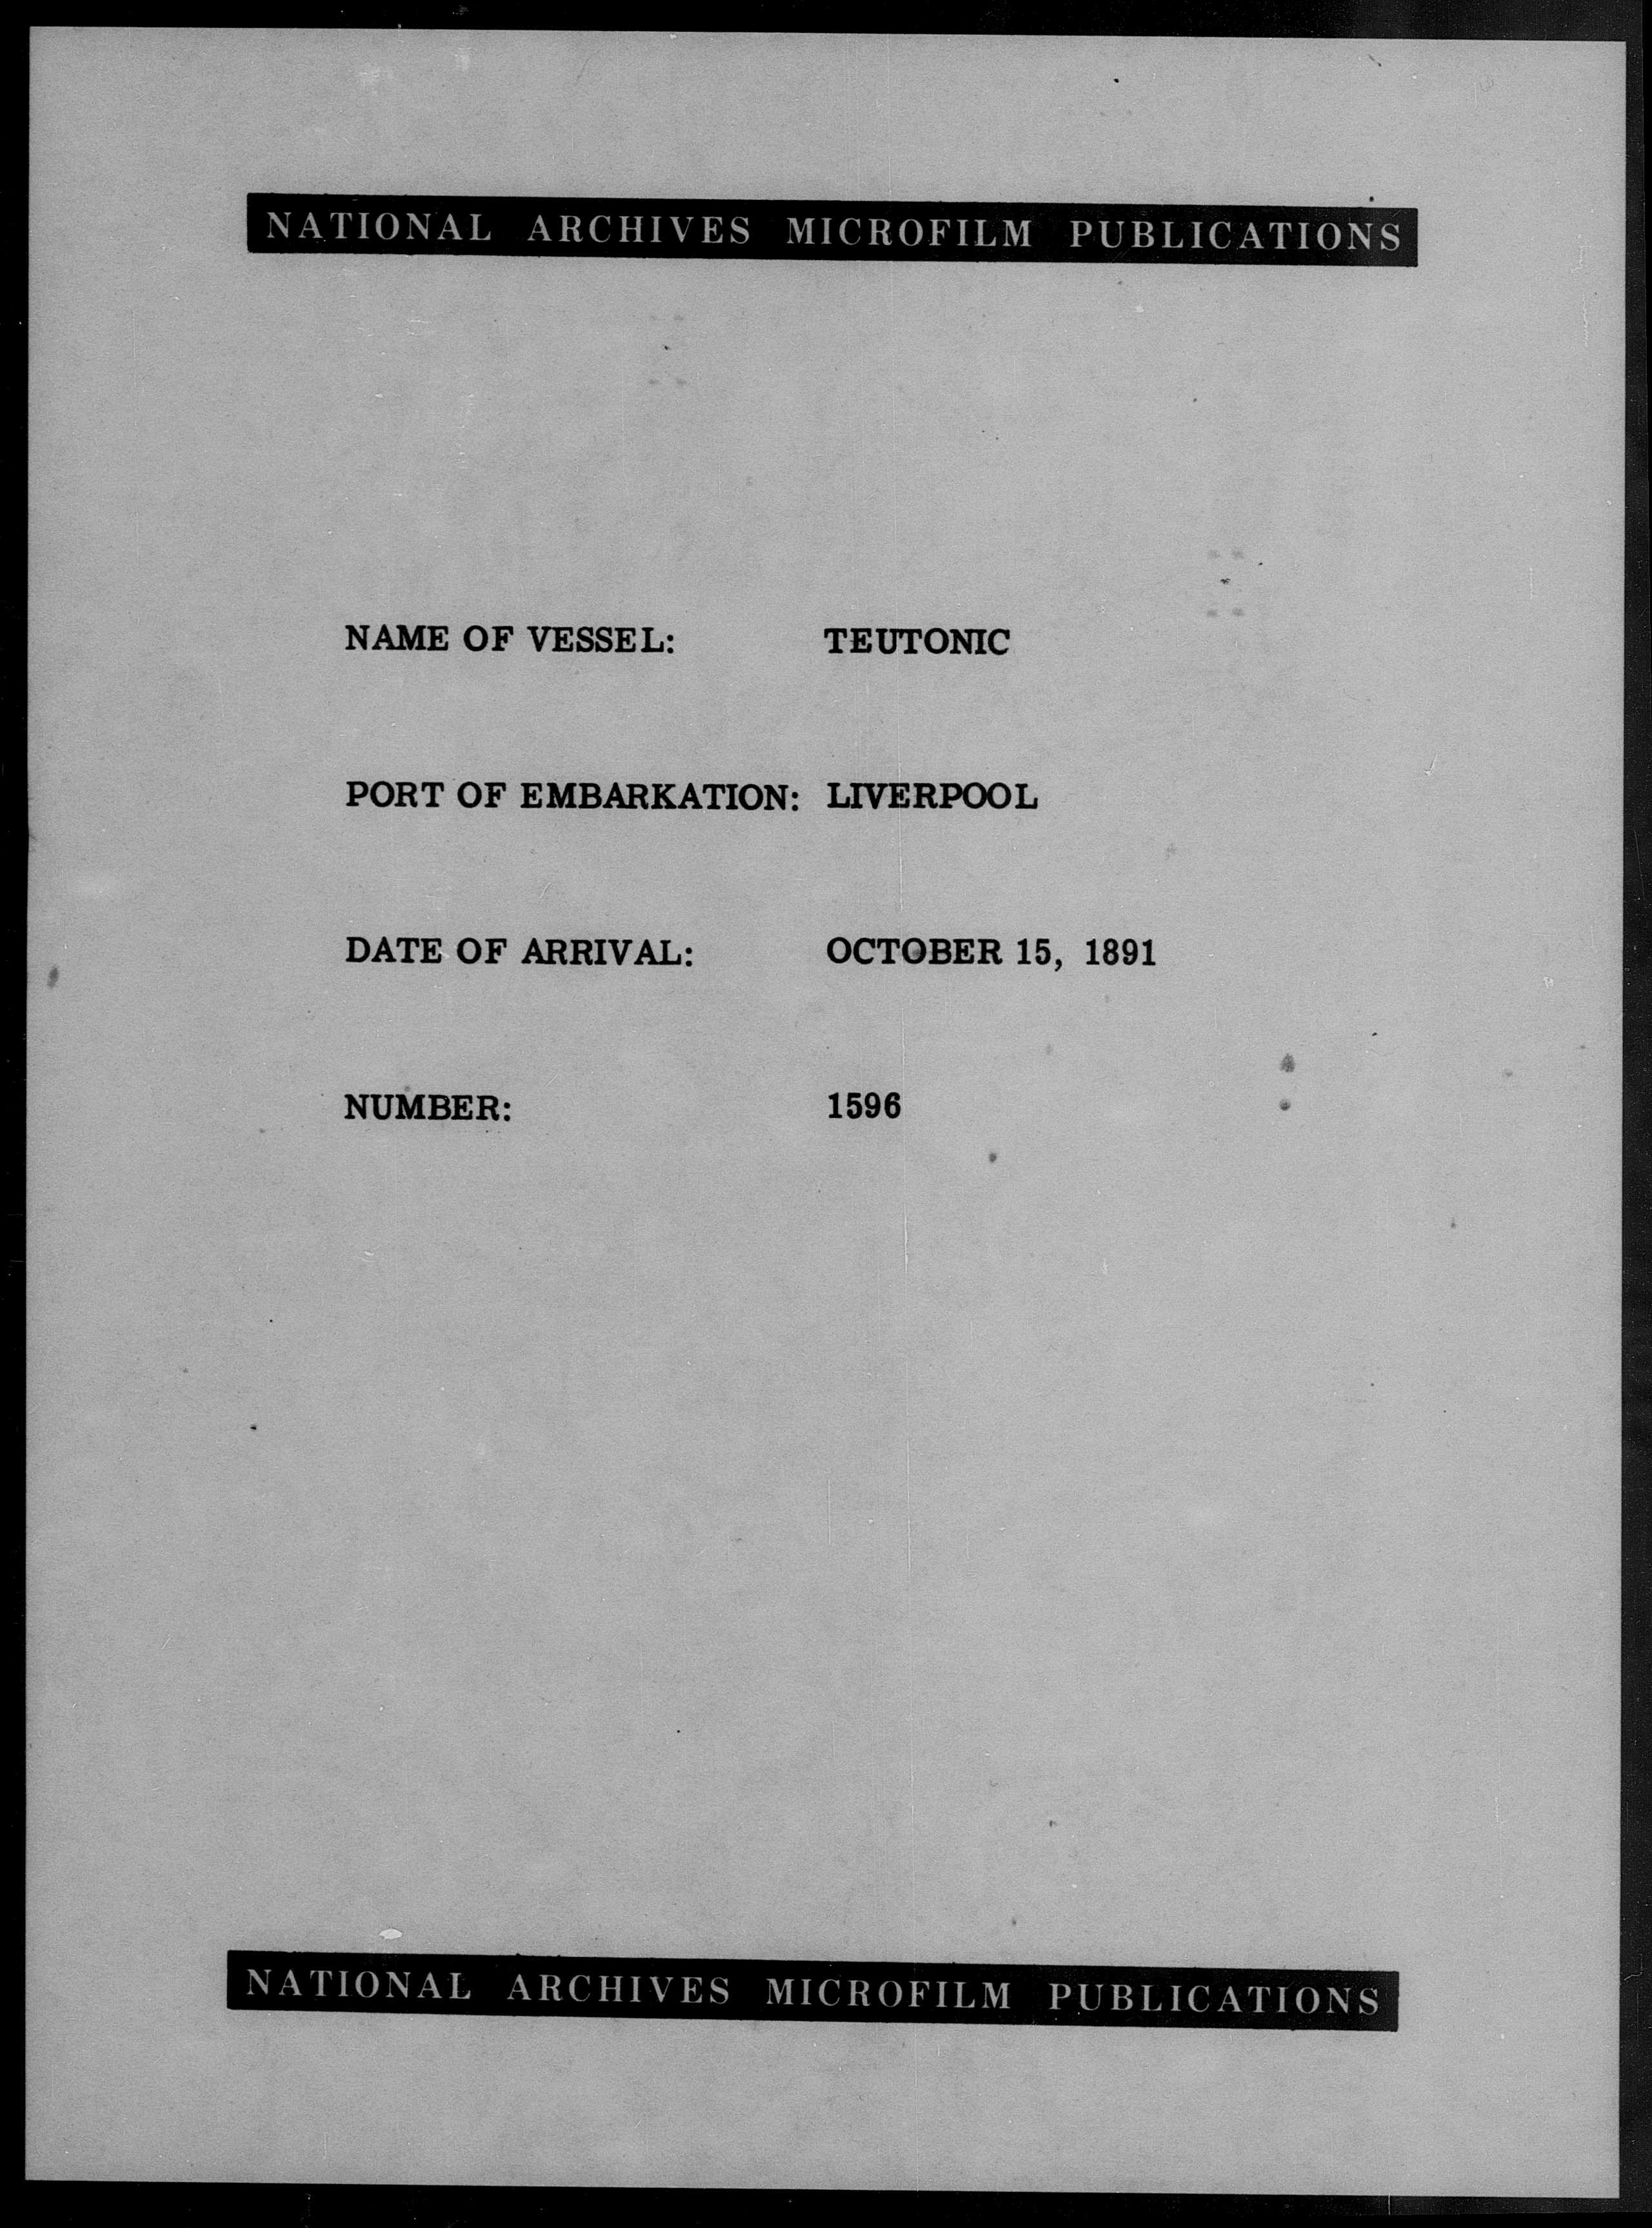 NATIONAL ARCHIVES MICROFILM PUBLICATIONS
NAME OF VESSEL: TEUTONIC
PORT OF EMBARKATION: LIVERPOOL
DATE OF ARRIVAL: OCTOBER 15, 1891
NUMBER: 1596
NATIONAL ARCHIVES MICROFILM PUBLICATIONS